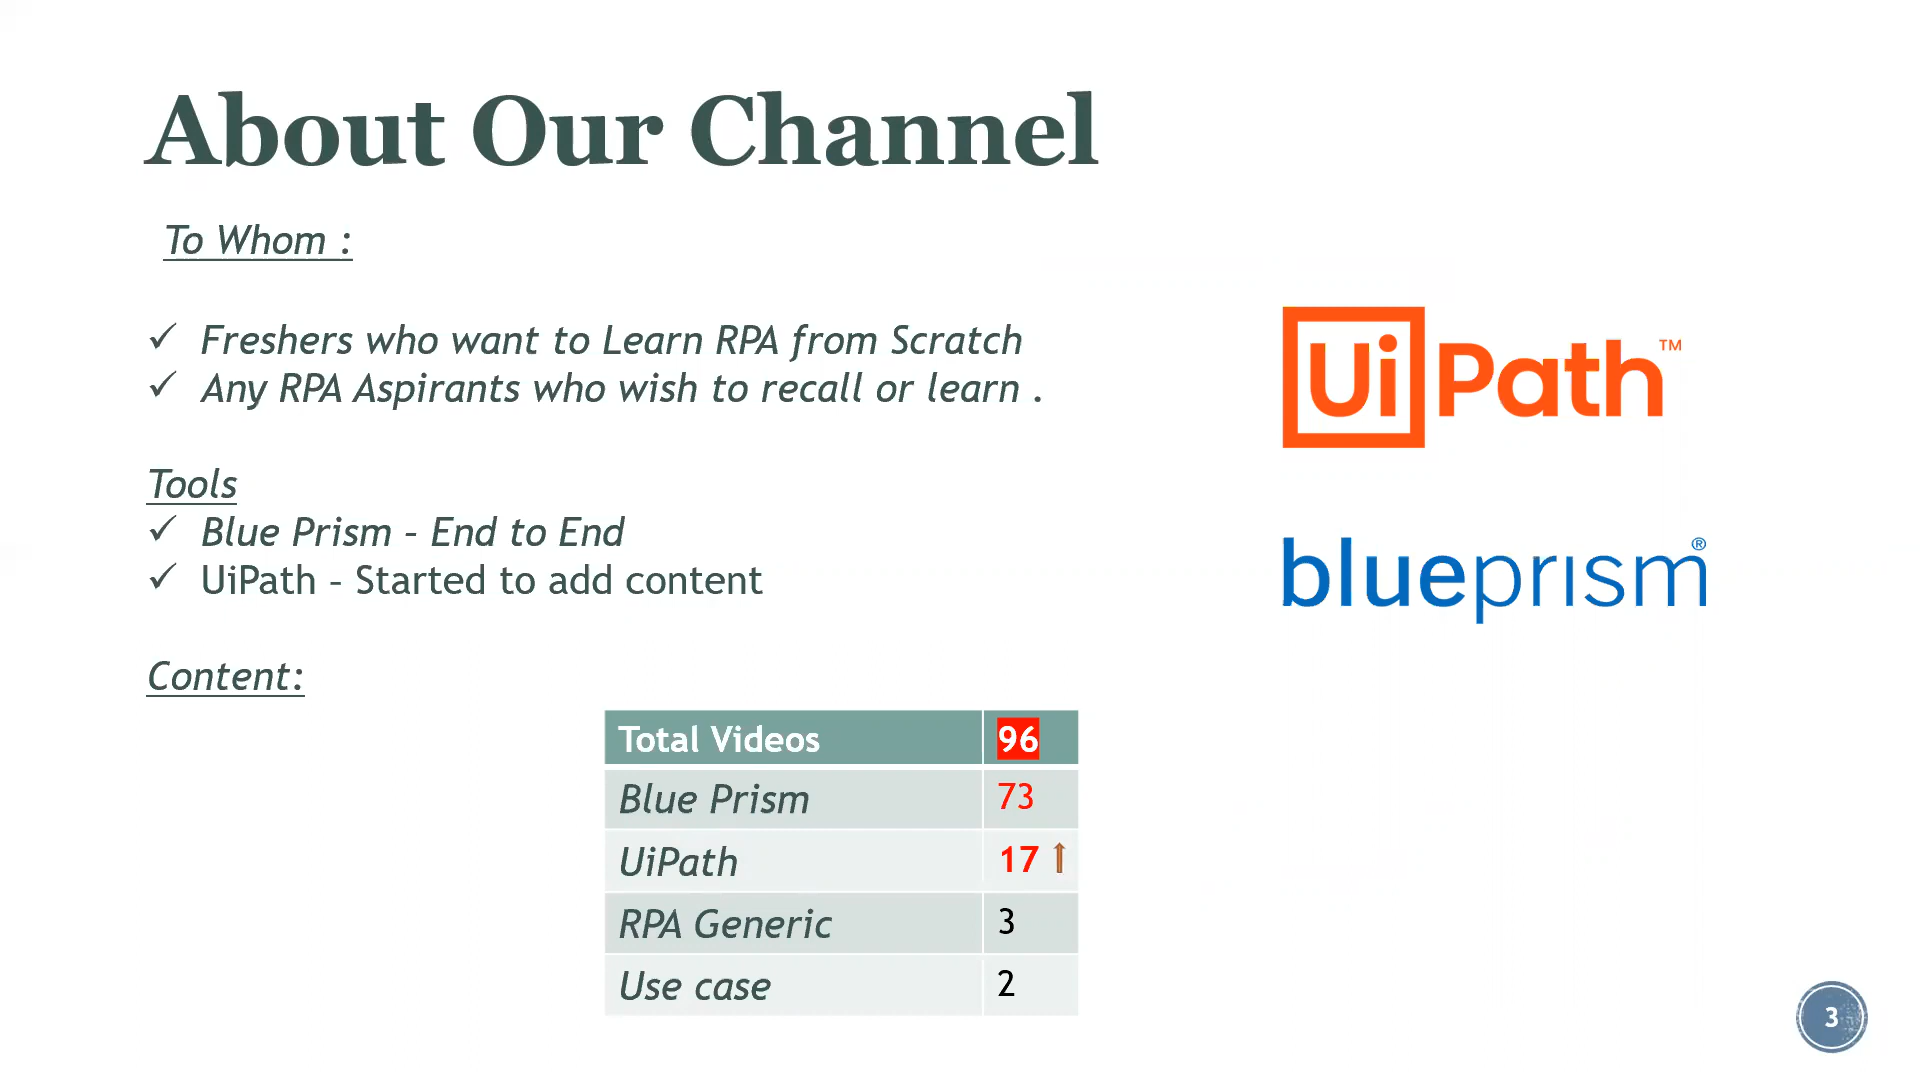 About Our Channel
To Whom :
✓ Freshers who want to Learn RPA from Scratch
✓ Any RPA Aspirants who wish to recall or learn .
UiPath™
Tools
✓ Blue Prism – End to End
✓ UiPath – Started to add content
blueprism®
Content:
Total Videos 96
Blue Prism 73
UiPath 17 ↑
RPA Generic 3
Use case 2
3